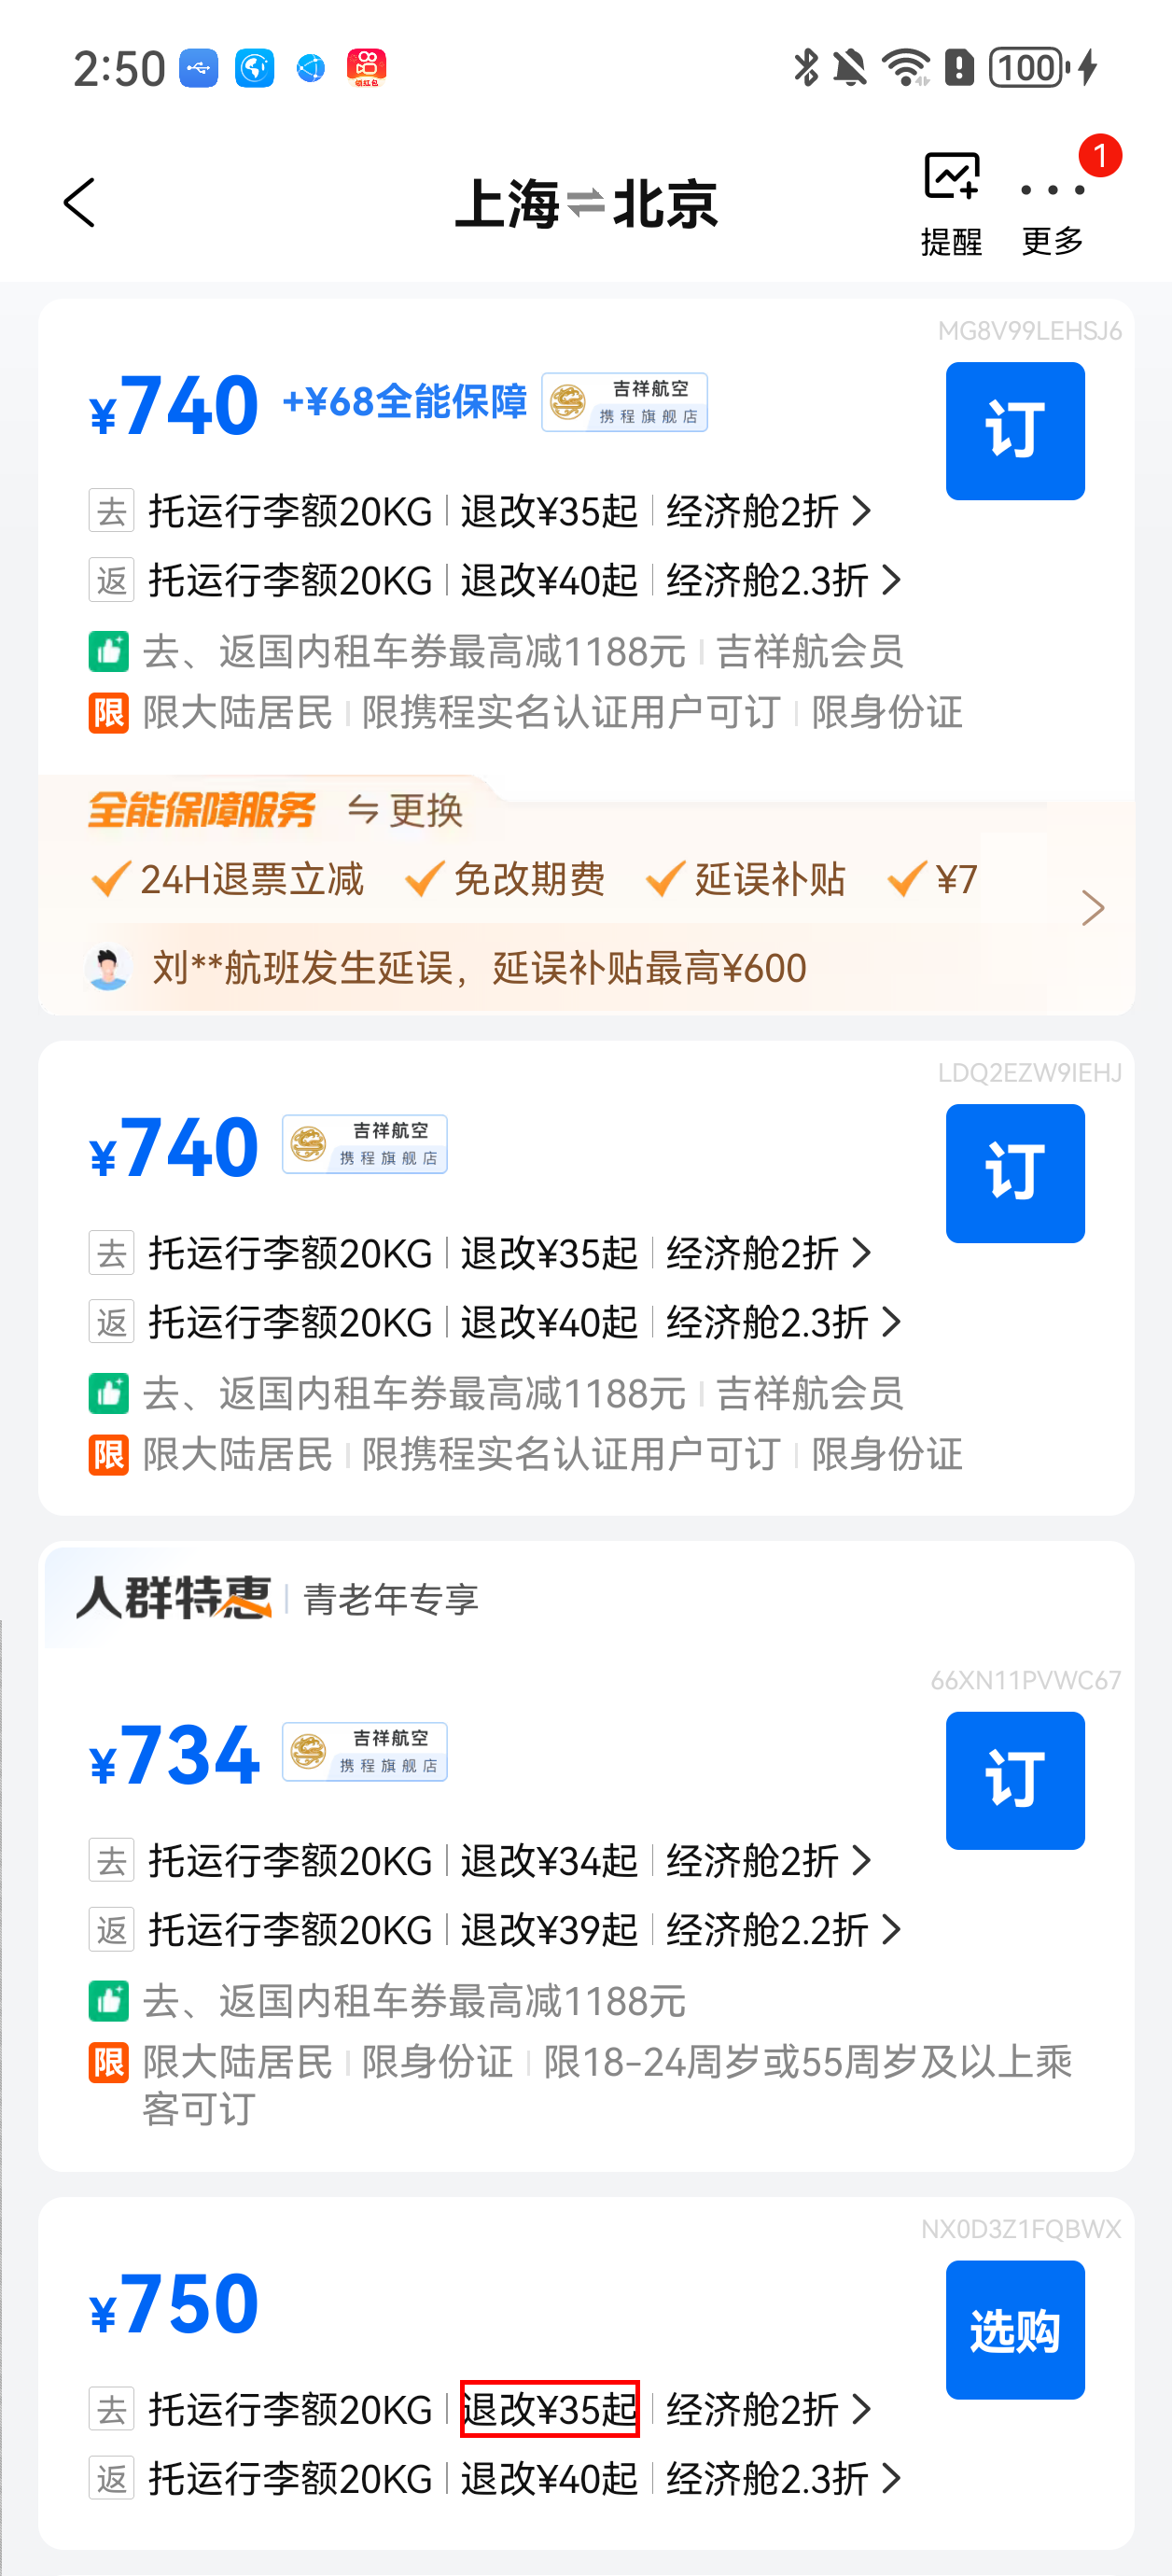 2:50
领红包
100
上海⇌北京
提醒
更多
1
MG8V99LEHSJ6
¥740 +¥68全能保障 吉祥航空 携程旗舰店
订
去 托运行李额20KG 退改¥35起 经济舱2折
返 托运行李额20KG 退改¥40起 经济舱2.3折
去、返国内租车券最高减1188元 吉祥航会员
限 限大陆居民 限携程实名认证用户可订 限身份证
全能保障服务 更换
24H退票立减 免改期费 延误补贴 ¥7
刘**航班发生延误，延误补贴最高¥600
LDQ2EZW9IEHJ
¥740 吉祥航空 携程旗舰店
订
去 托运行李额20KG 退改¥35起 经济舱2折
返 托运行李额20KG 退改¥40起 经济舱2.3折
去、返国内租车券最高减1188元 吉祥航会员
限 限大陆居民 限携程实名认证用户可订 限身份证
人群特惠 青老年专享
66XN11PVWC67
¥734 吉祥航空 携程旗舰店
订
去 托运行李额20KG 退改¥34起 经济舱2折
返 托运行李额20KG 退改¥39起 经济舱2.2折
去、返国内租车券最高减1188元
限 限大陆居民 限身份证 限18-24周岁或55周岁及以上乘
客可订
NX0D3Z1FQBWX
¥750
选购
去 托运行李额20KG 退改¥35起 经济舱2折
返 托运行李额20KG 退改¥40起 经济舱2.3折